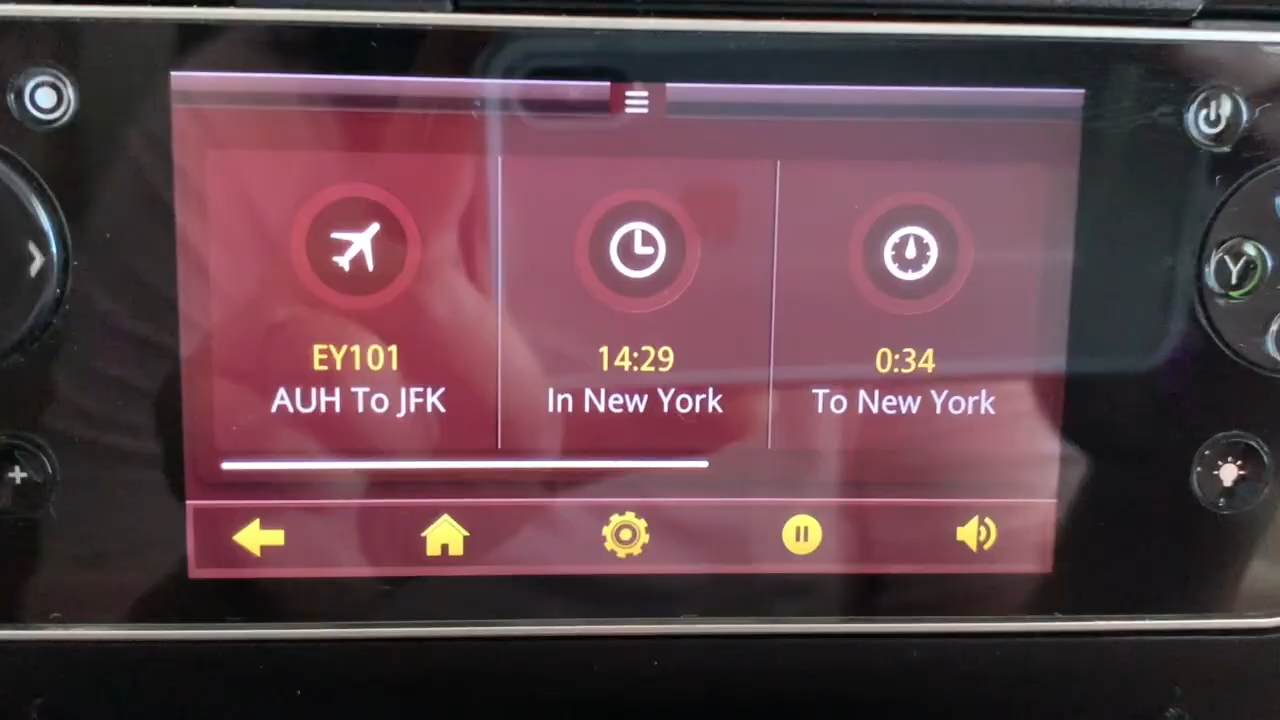 EY101
AUH To JFK
14:29
In New York
0:34
To New York
Y